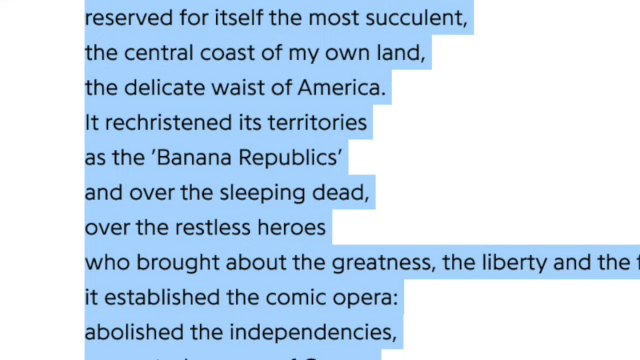 reserved for itself the most succulent,
the central coast of my own land,
the delicate waist of America.
It rechristened its territories
as the ’Banana Republics’
and over the sleeping dead,
over the restless heroes
who brought about the greatness, the liberty and the
it established the comic opera:
abolished the independencies,